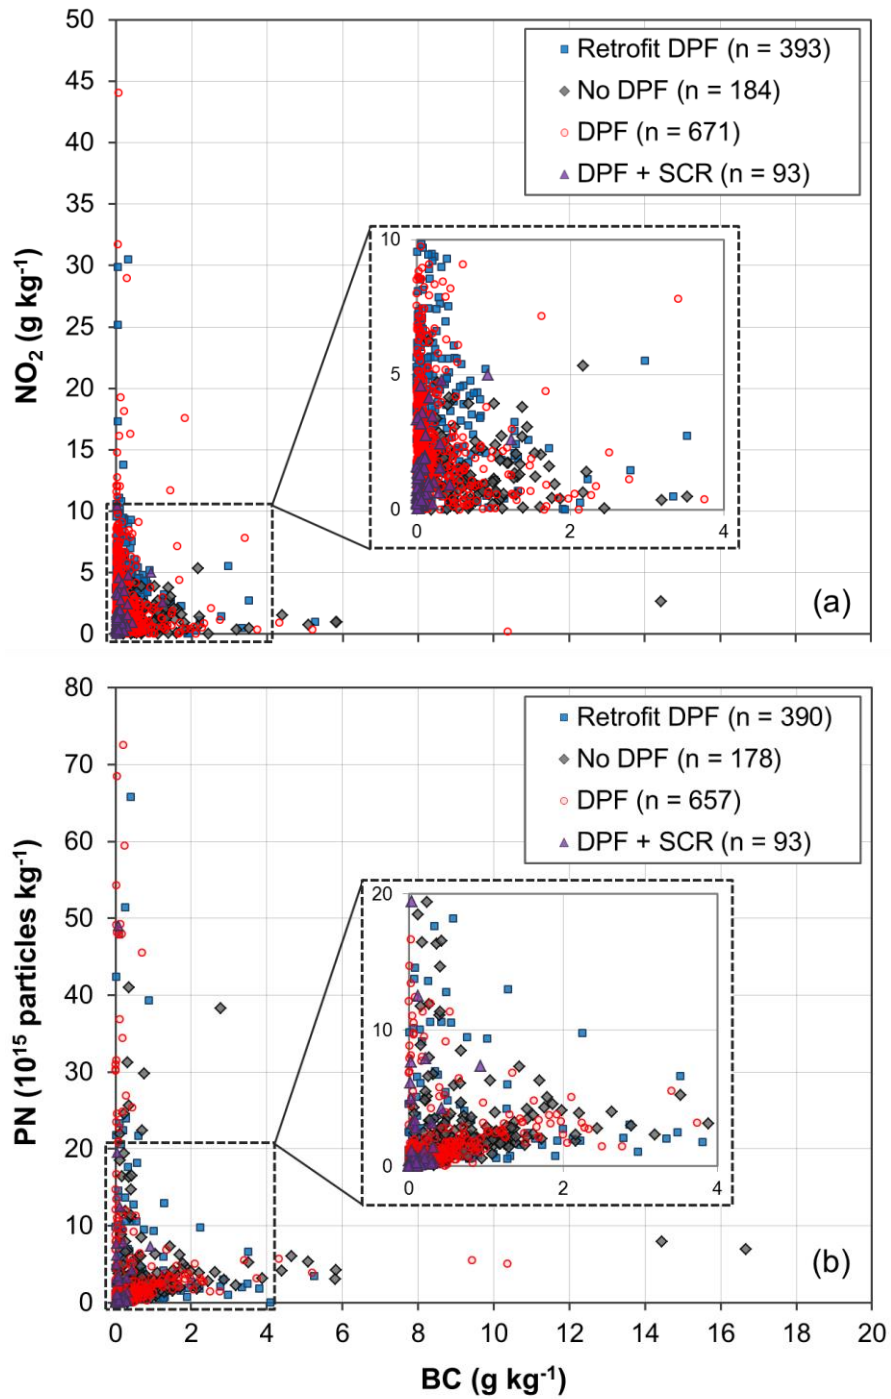 50
45
40
35
30
25
20
15
10
5
0
NO₂ (g kg⁻¹)
Retrofit DPF (n = 393)
No DPF (n = 184)
DPF (n = 671)
DPF + SCR (n = 93)
10
5
0
0 2 4
(a)
80
70
60
50
40
30
20
10
0
PN (10¹⁵ particles kg⁻¹)
Retrofit DPF (n = 390)
No DPF (n = 178)
DPF (n = 657)
DPF + SCR (n = 93)
20
10
0
0 2 4
(b)
0 2 4 6 8 10 12 14 16 18 20
BC (g kg⁻¹)